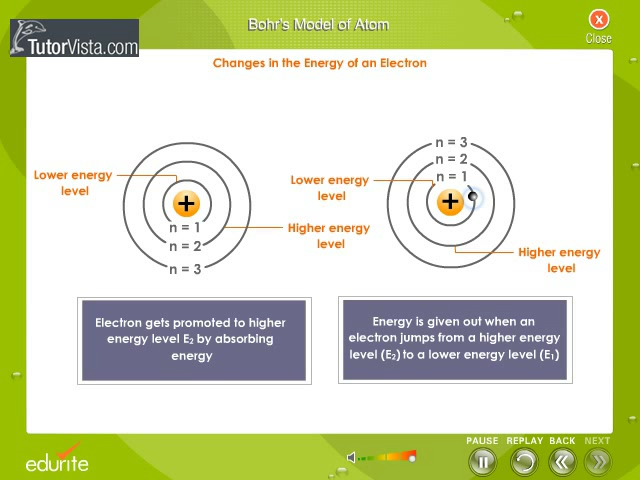 Bohr's Model of Atom
Close
TutorVista.com
Changes in the Energy of an Electron
Lower energy
level
+
n = 1
n = 2
n = 3
Higher energy
level
n = 3
n = 2
n = 1
Lower energy
level
+
Higher energy
level
Electron gets promoted to higher
energy level E₂ by absorbing
energy
Energy is given out when an
electron jumps from a higher energy
level (E₂) to a lower energy level (E₁)
edurite
PAUSE REPLAY BACK NEXT